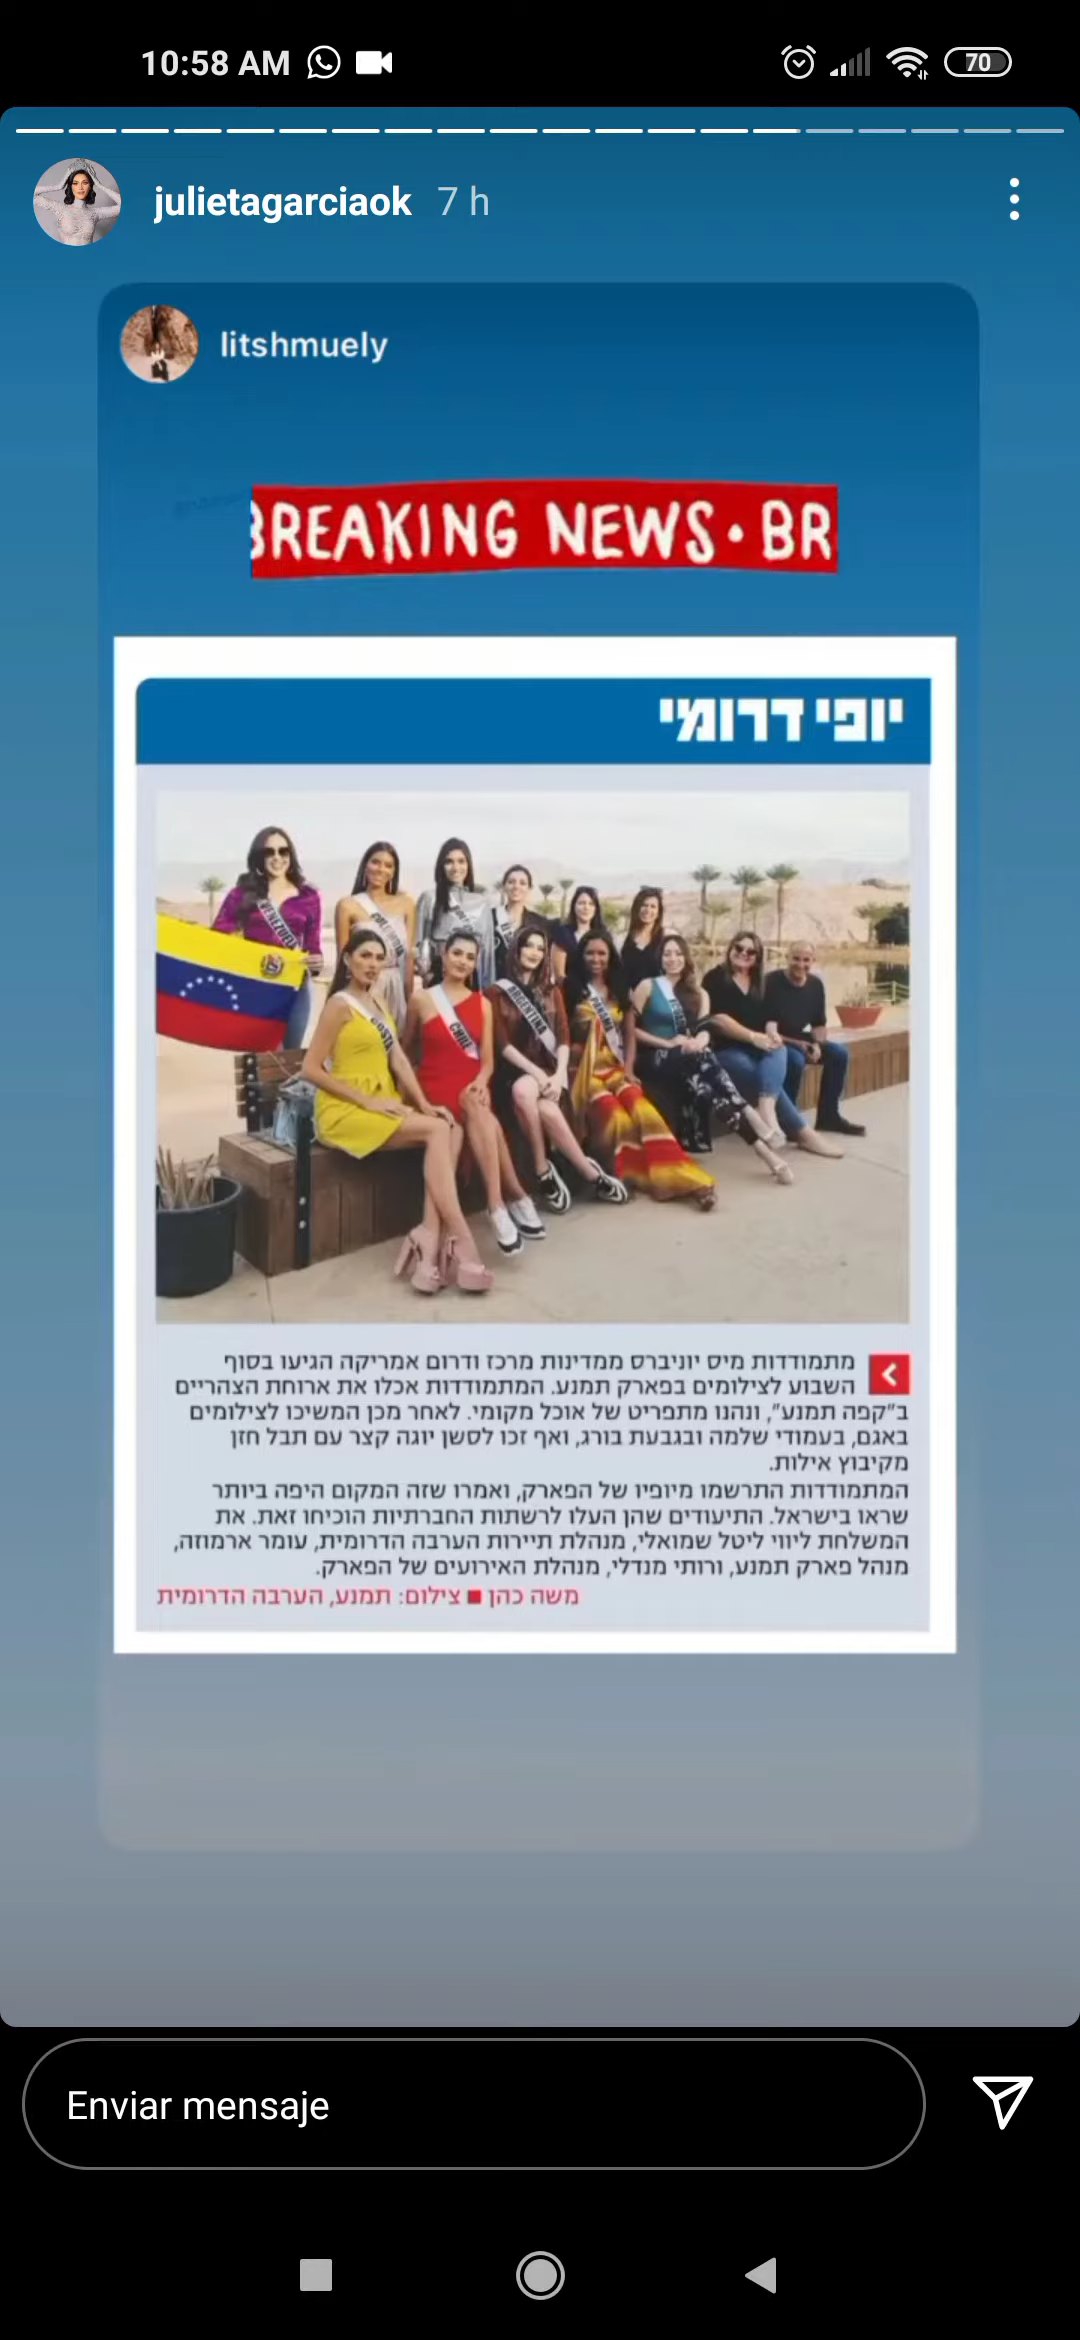 10:58 AM
70
julietagarciaok 7 h
litshmuely
BREAKING NEWS • BR
יופי דרומי
VENEZUELA
COSTA
CHILE
ARGENTINA
PANAMA
מתמודדות מיס יוניברס ממדינות מרכז ודרום אמריקה הגיעו בסוף
השבוע לצילומים בפארק תמנע. המתמודדות אכלו את ארוחת הצהריים
ב"קפה תמנע", ונהנו מתפריט של אוכל מקומי. לאחר מכן המשיכו לצילומים
באגם, בעמודי שלמה ובגבעת בורג, ואף זכו לסשן יוגה קצר עם תבל חזן
מקיבוץ אילות.
המתמודדות התרשמו מיופיו של הפארק, ואמרו שזה המקום היפה ביותר
שראו בישראל. התיעודים שהן העלו לרשתות החברתיות הוכיחו זאת. את
המשלחת ליוו ליטל שמואלי, מנהלת תיירות הערבה הדרומית, עומר ארמוזה,
מנהל פארק תמנע, ורותי מנדלי, מנהלת האירועים של הפארק.
משה כהן ■ צילום: תמנע, הערבה הדרומית
Enviar mensaje